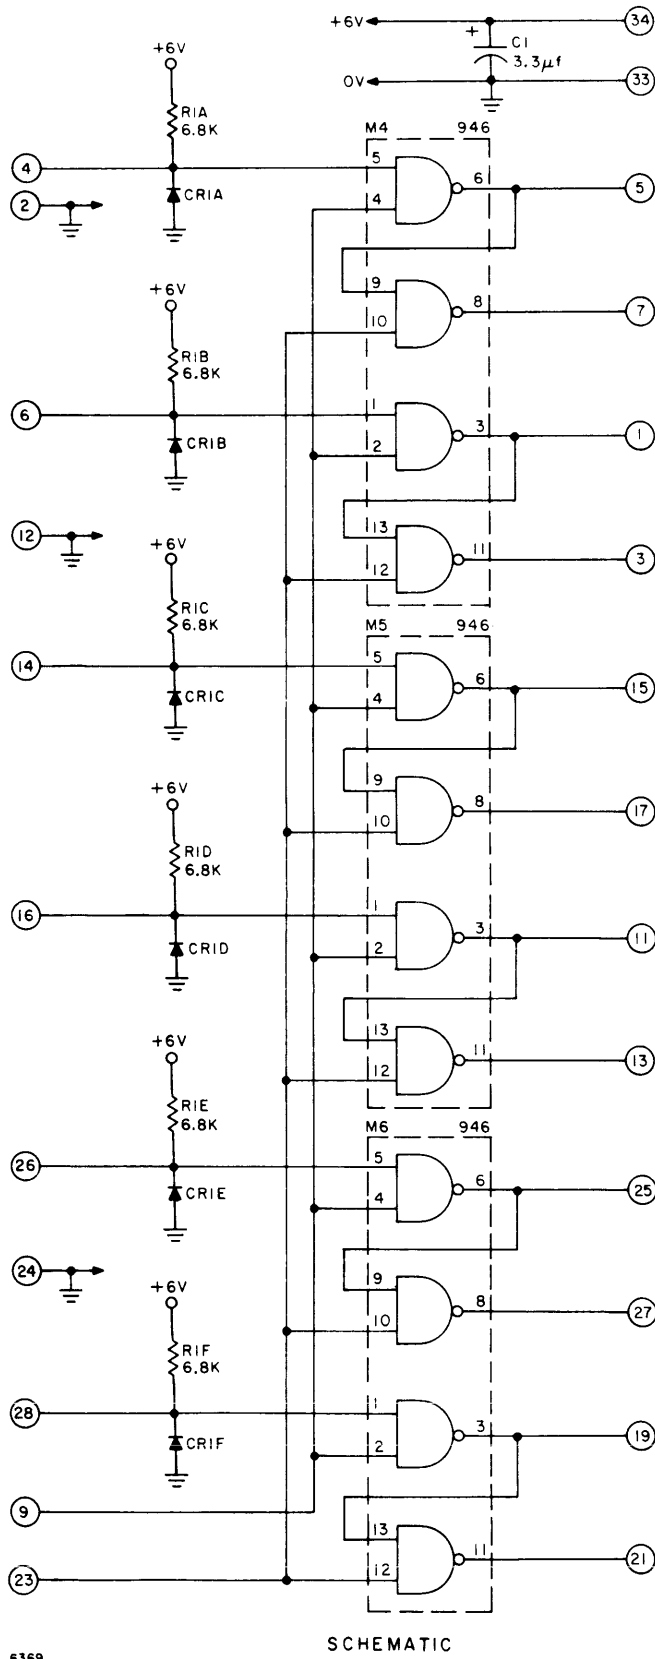 +6V
34
+
C1
3.3µf
0V
33
+6V
R1A
6.8K
M4 946
4
5
6
5
CR1A
2
4
9
8
7
10
+6V
R1B
6.8K
6
1
3
1
CR1B
2
12
13
11
3
12
+6V
R1C
6.8K
M5 946
14
5
6
15
CR1C
4
9
8
17
10
+6V
R1D
6.8K
16
1
3
11
CR1D
2
13
11
13
12
+6V
R1E
6.8K
M6 946
26
5
6
25
CR1E
4
24
9
8
27
10
+6V
R1F
6.8K
28
1
3
19
CR1F
2
9
13
11
21
23
12
SCHEMATIC
6369